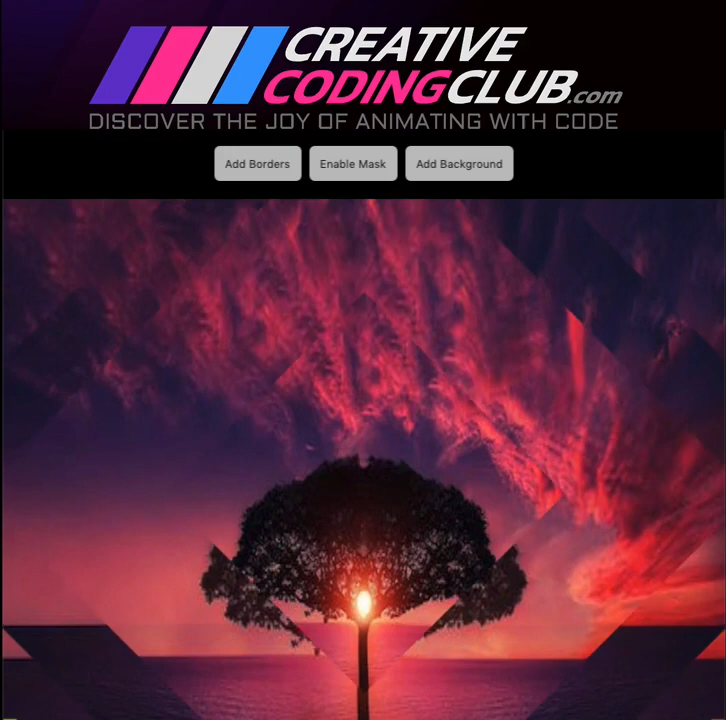 CREATIVE
CODINGCLUB.com
DISCOVER THE JOY OF ANIMATING WITH CODE
Add Borders Enable Mask Add Background